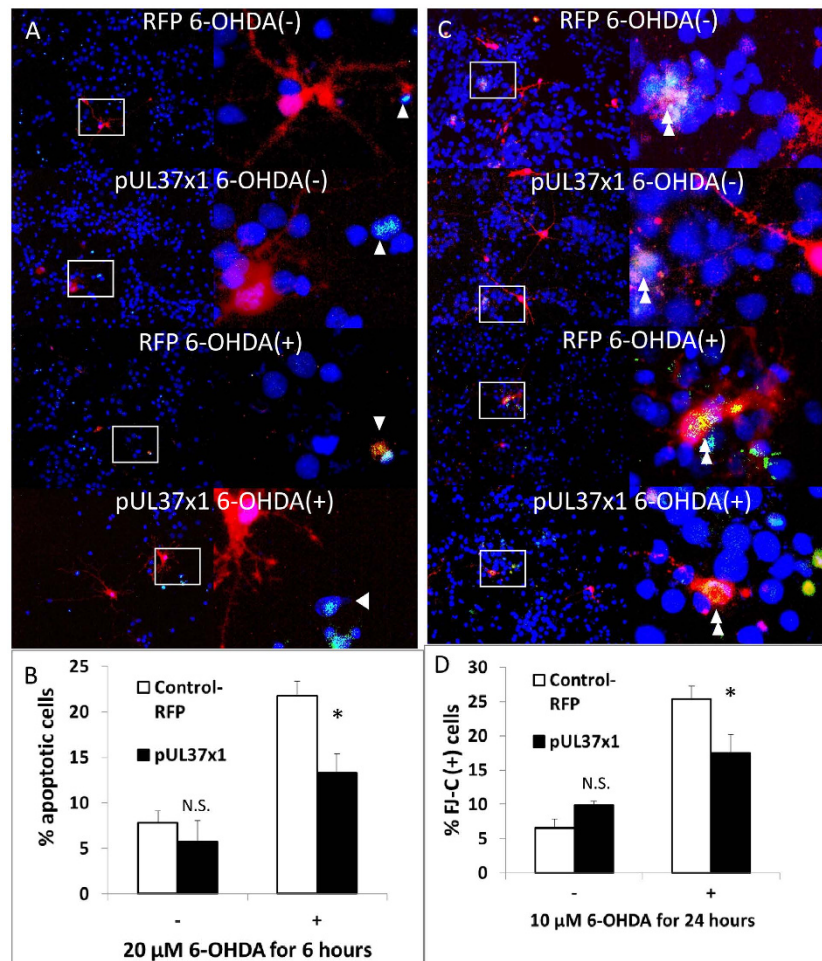 A
RFP 6-OHDA(-)
pUL37x1 6-OHDA(-)
RFP 6-OHDA(+)
pUL37x1 6-OHDA(+)
B
% apoptotic cells
25
20
15
10
5
0
Control-
RFP
pUL37x1
N.S.
*
- +
20 µM 6-OHDA for 6 hours
C
RFP 6-OHDA(-)
pUL37x1 6-OHDA(-)
RFP 6-OHDA(+)
pUL37x1 6-OHDA(+)
D
% FJ-C (+) cells
30
25
20
15
10
5
0
Control-
RFP
pUL37x1
N.S.
*
- +
10 µM 6-OHDA for 24 hours